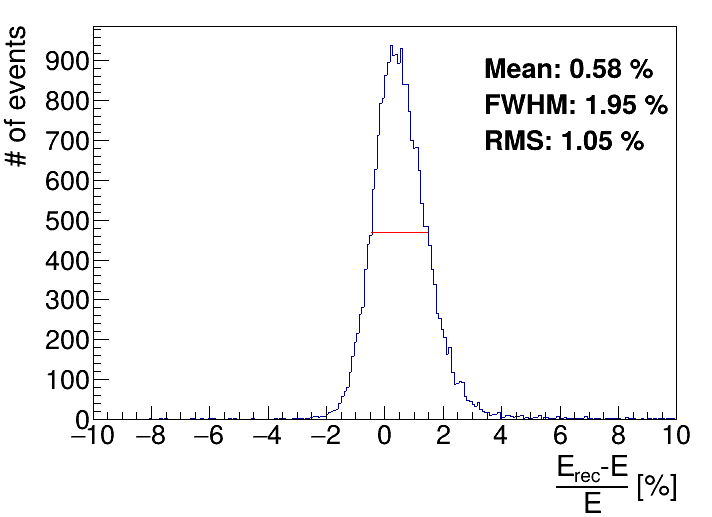 # of events
900
800
700
600
500
400
300
200
100
0
Mean: 0.58 %
FWHM: 1.95 %
RMS: 1.05 %
−10 −8 −6 −4 −2 0 2 4 6 8 10
E_rec-E
E
[%]